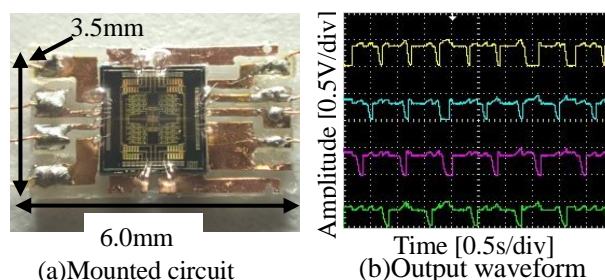 3.5mm
6.0mm
(a)Mounted circuit
Amplitude [0.5V/div]
Time [0.5s/div]
(b)Output waveform